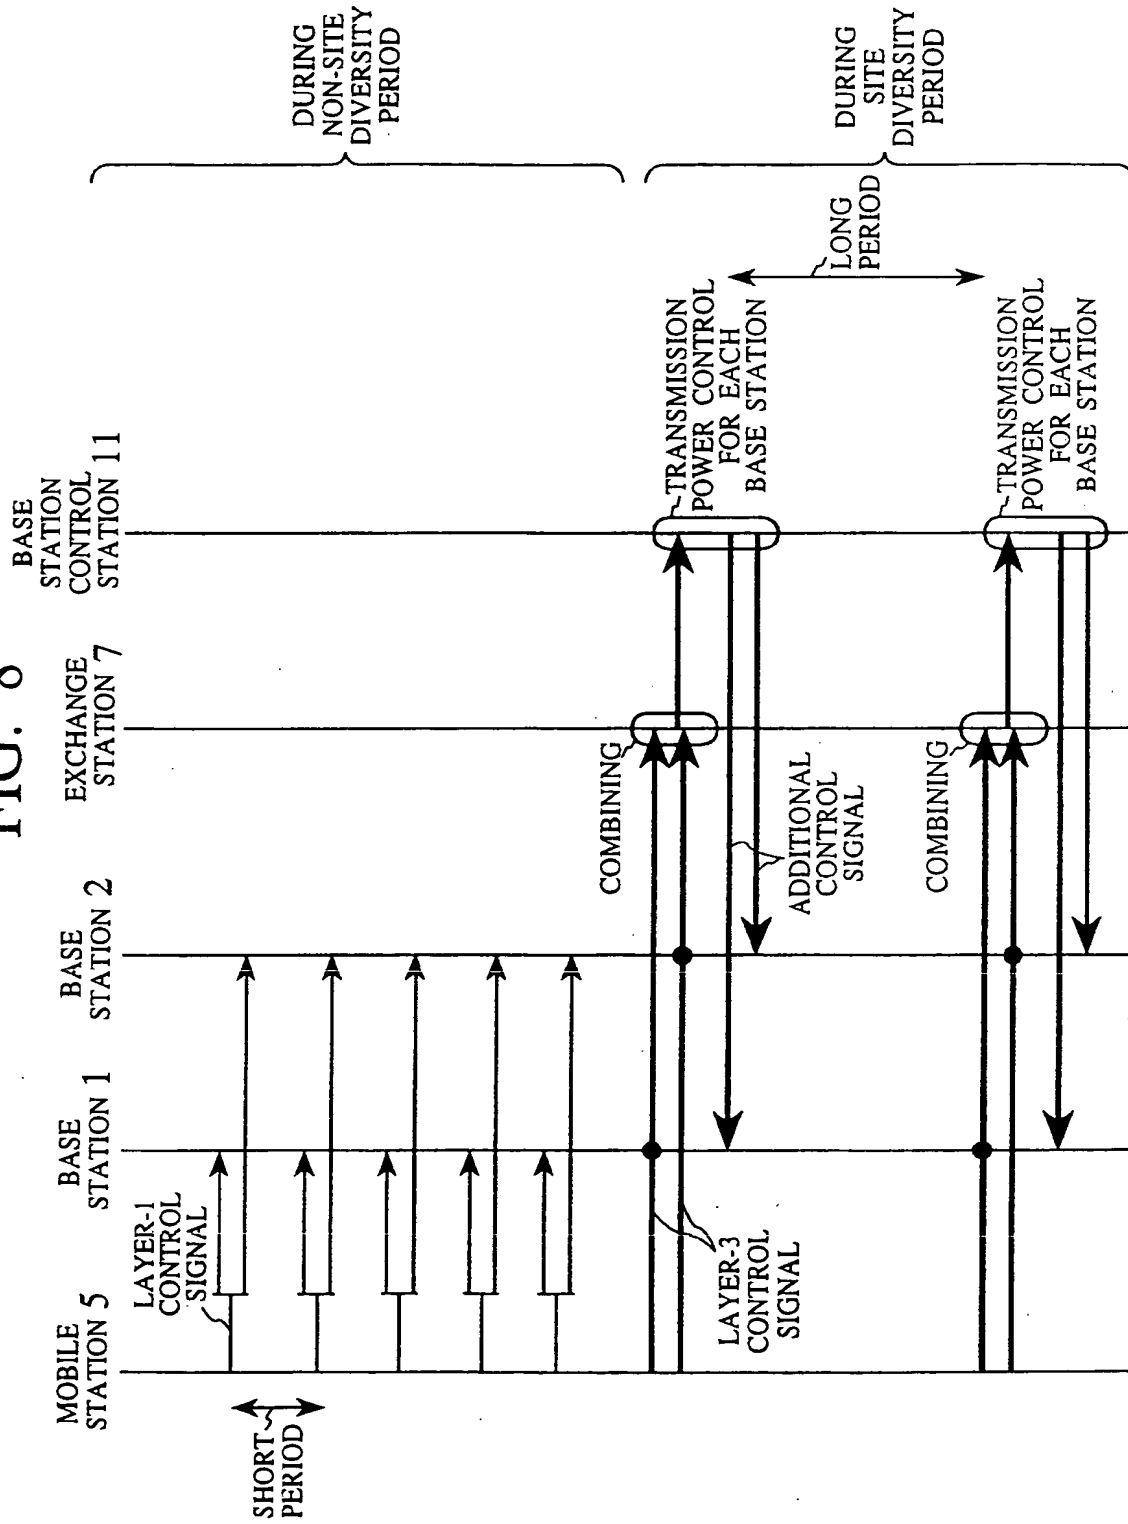 FIG. 8
MOBILE
STATION 5
BASE
STATION 1
BASE
STATION 2
EXCHANGE
STATION 7
BASE
STATION
CONTROL
STATION 11
SHORT
PERIOD
LAYER-1
CONTROL
SIGNAL
DURING
NON-SITE
DIVERSITY
PERIOD
LAYER-3
CONTROL
SIGNAL
COMBINING
ADDITIONAL
CONTROL
SIGNAL
TRANSMISSION
POWER CONTROL
FOR EACH
BASE STATION
LONG
PERIOD
DURING
SITE
DIVERSITY
PERIOD
COMBINING
TRANSMISSION
POWER CONTROL
FOR EACH
BASE STATION